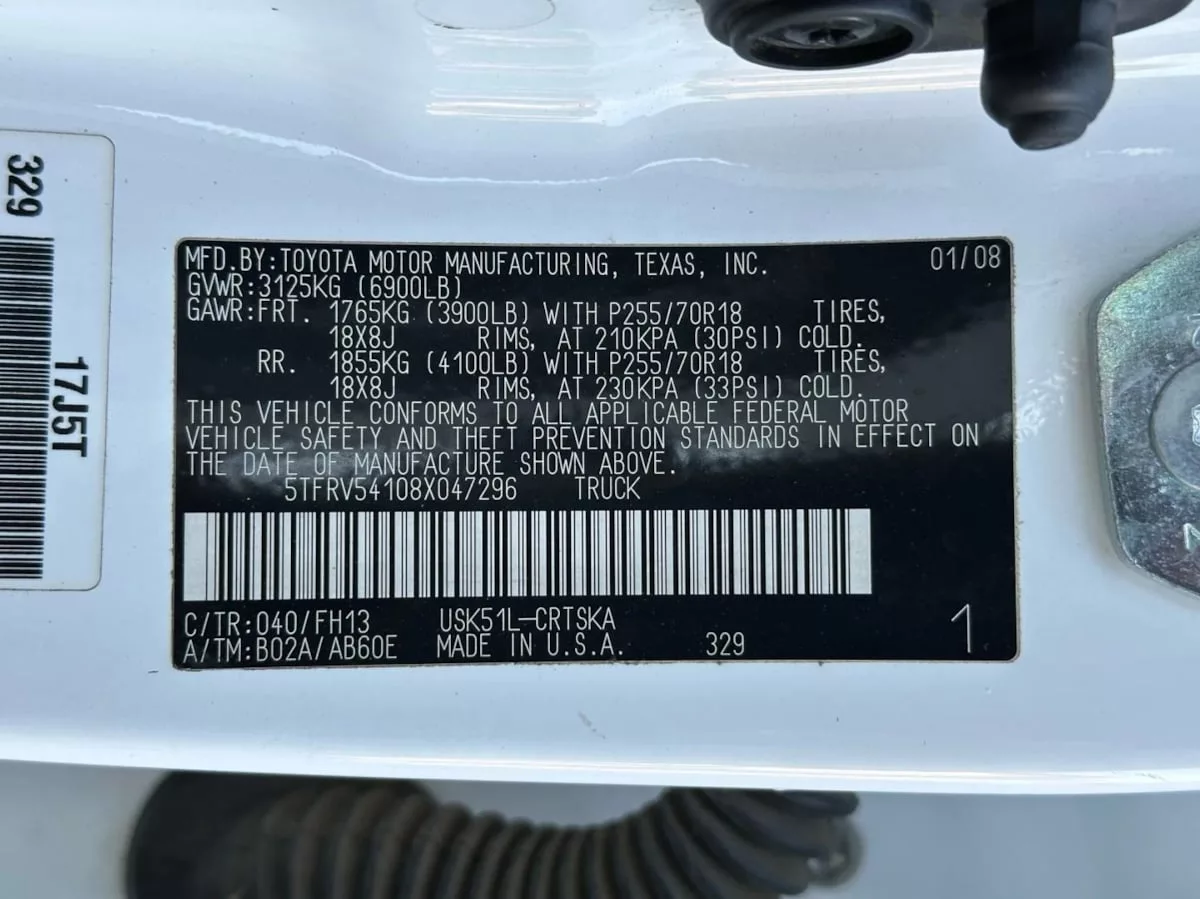 329
17J5T
MFD.BY:TOYOTA MOTOR MANUFACTURING, TEXAS, INC. 01/08
GVWR:3125KG (6900LB)
GAWR:FRT. 1765KG (3900LB) WITH P255/70R18 TIRES,
18X8J RIMS, AT 210KPA (30PSI) COLD.
RR. 1855KG (4100LB) WITH P255/70R18 TIRES,
18X8J RIMS, AT 230KPA (33PSI) COLD.
THIS VEHICLE CONFORMS TO ALL APPLICABLE FEDERAL MOTOR
VEHICLE SAFETY AND THEFT PREVENTION STANDARDS IN EFFECT ON
THE DATE OF MANUFACTURE SHOWN ABOVE.
5TFRV54108X047296 TRUCK
C/TR:040/FH13 USK51L-CRTSKA
A/TM:B02A/AB60E MADE IN U.S.A. 329 1